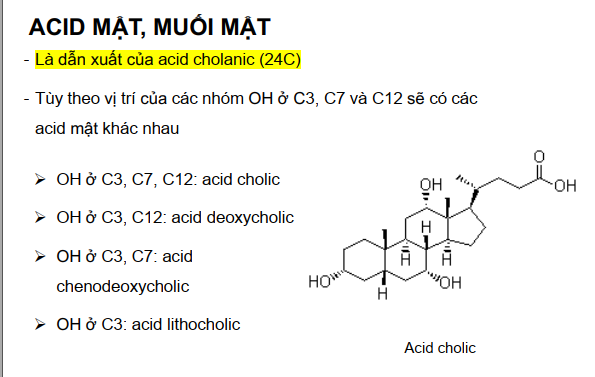 ACID MẬT, MUỐI MẬT
- Là dẫn xuất của acid cholanic (24C)
- Tùy theo vị trí của các nhóm OH ở C3, C7 và C12 sẽ có các
acid mật khác nhau
➢ OH ở C3, C7, C12: acid cholic
➢ OH ở C3, C12: acid deoxycholic
➢ OH ở C3, C7: acid
chenodeoxycholic
➢ OH ở C3: acid lithocholic
O
OH
OH
H
H
H
HO
H
OH
Acid cholic